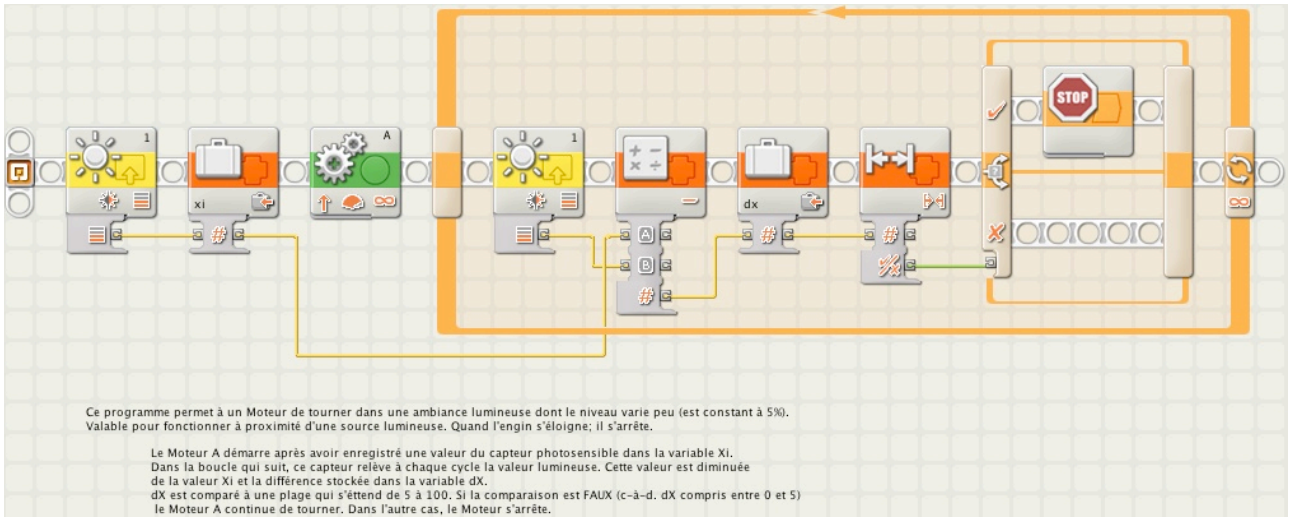 1
A
1
STOP
xi
dx
#
A
B
#
#
#
Ce programme permet à un Moteur de tourner dans une ambiance lumineuse dont le niveau varie peu (est constant à 5%).
Valable pour fonctionner à proximité d'une source lumineuse. Quand l'engin s'éloigne; il s'arrête.
Le Moteur A démarre après avoir enregistré une valeur du capteur photosensible dans la variable Xi.
Dans la boucle qui suit, ce capteur relève à chaque cycle la valeur lumineuse. Cette valeur est diminuée
de la valeur Xi et la différence stockée dans la variable dX.
dX est comparé à une plage qui s'éttend de 5 à 100. Si la comparaison est FAUX (c-à-d. dX compris entre 0 et 5)
le Moteur A continue de tourner. Dans l'autre cas, le Moteur s'arrête.